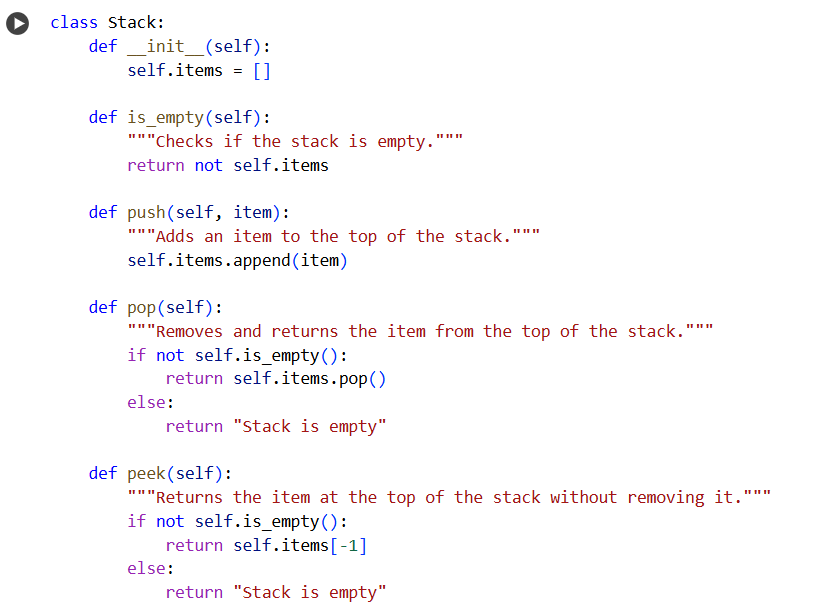 class Stack:
    def __init__(self):
        self.items = []

    def is_empty(self):
        """Checks if the stack is empty."""
        return not self.items

    def push(self, item):
        """Adds an item to the top of the stack."""
        self.items.append(item)

    def pop(self):
        """Removes and returns the item from the top of the stack."""
        if not self.is_empty():
            return self.items.pop()
        else:
            return "Stack is empty"

    def peek(self):
        """Returns the item at the top of the stack without removing it."""
        if not self.is_empty():
            return self.items[-1]
        else:
            return "Stack is empty"